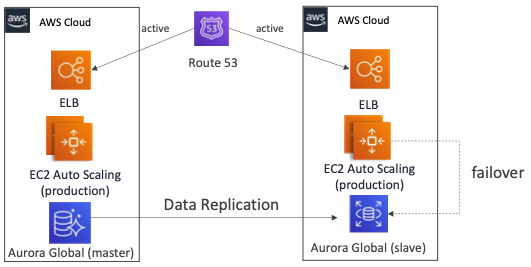 aws
AWS Cloud
active
53
active
aws
AWS Cloud
Route 53
ELB
ELB
EC2 Auto Scaling
(production)
EC2 Auto Scaling
(production)
failover
Data Replication
Aurora Global (master)
Aurora Global (slave)